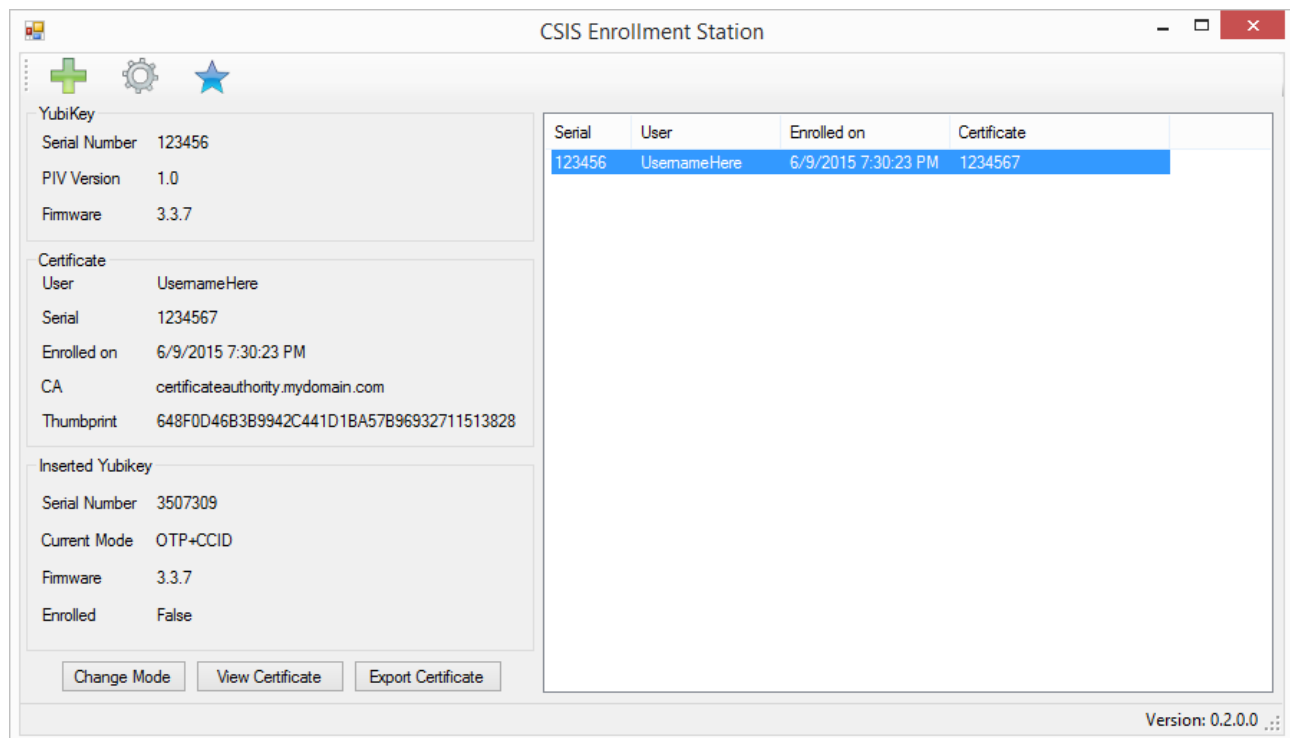 CSIS Enrollment Station
YubiKey
Serial Number 123456
PIV Version 1.0
Firmware 3.3.7
Certificate
User UsernameHere
Serial 1234567
Enrolled on 6/9/2015 7:30:23 PM
CA certificateauthority.mydomain.com
Thumbprint 648F0D46B3B9942C441D1BA57B96932711513828
Inserted Yubikey
Serial Number 3507309
Current Mode OTP+CCID
Firmware 3.3.7
Enrolled False
Change Mode View Certificate Export Certificate
Serial User Enrolled on Certificate
123456 UsernameHere 6/9/2015 7:30:23 PM 1234567
Version: 0.2.0.0